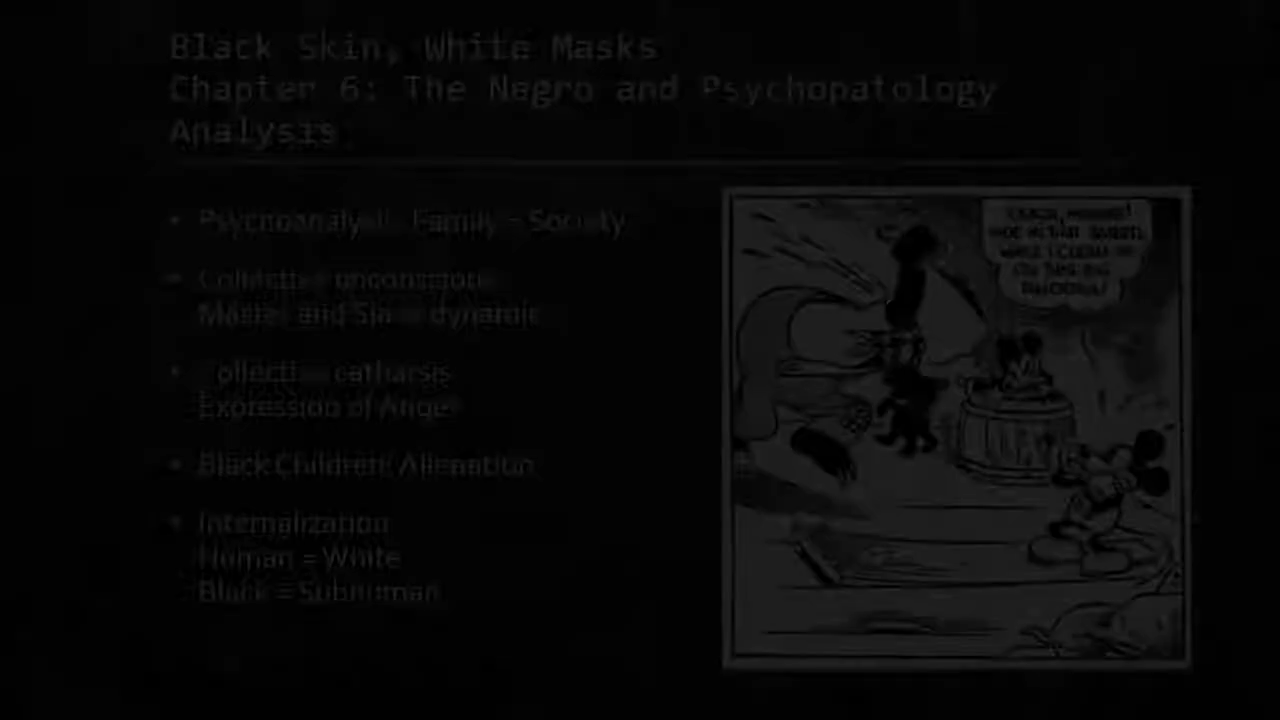 Black Skin, White Masks
Chapter 6: The Negro and Psychopatology
Analysis
• Psychoanalysis: Family – Society
• Collective unconscious
Master and Slave dynamic
• Collective catharsis
Expression of Anger
• Black Children: Alienation
• Internalization
Human = White
Black = Subhuman